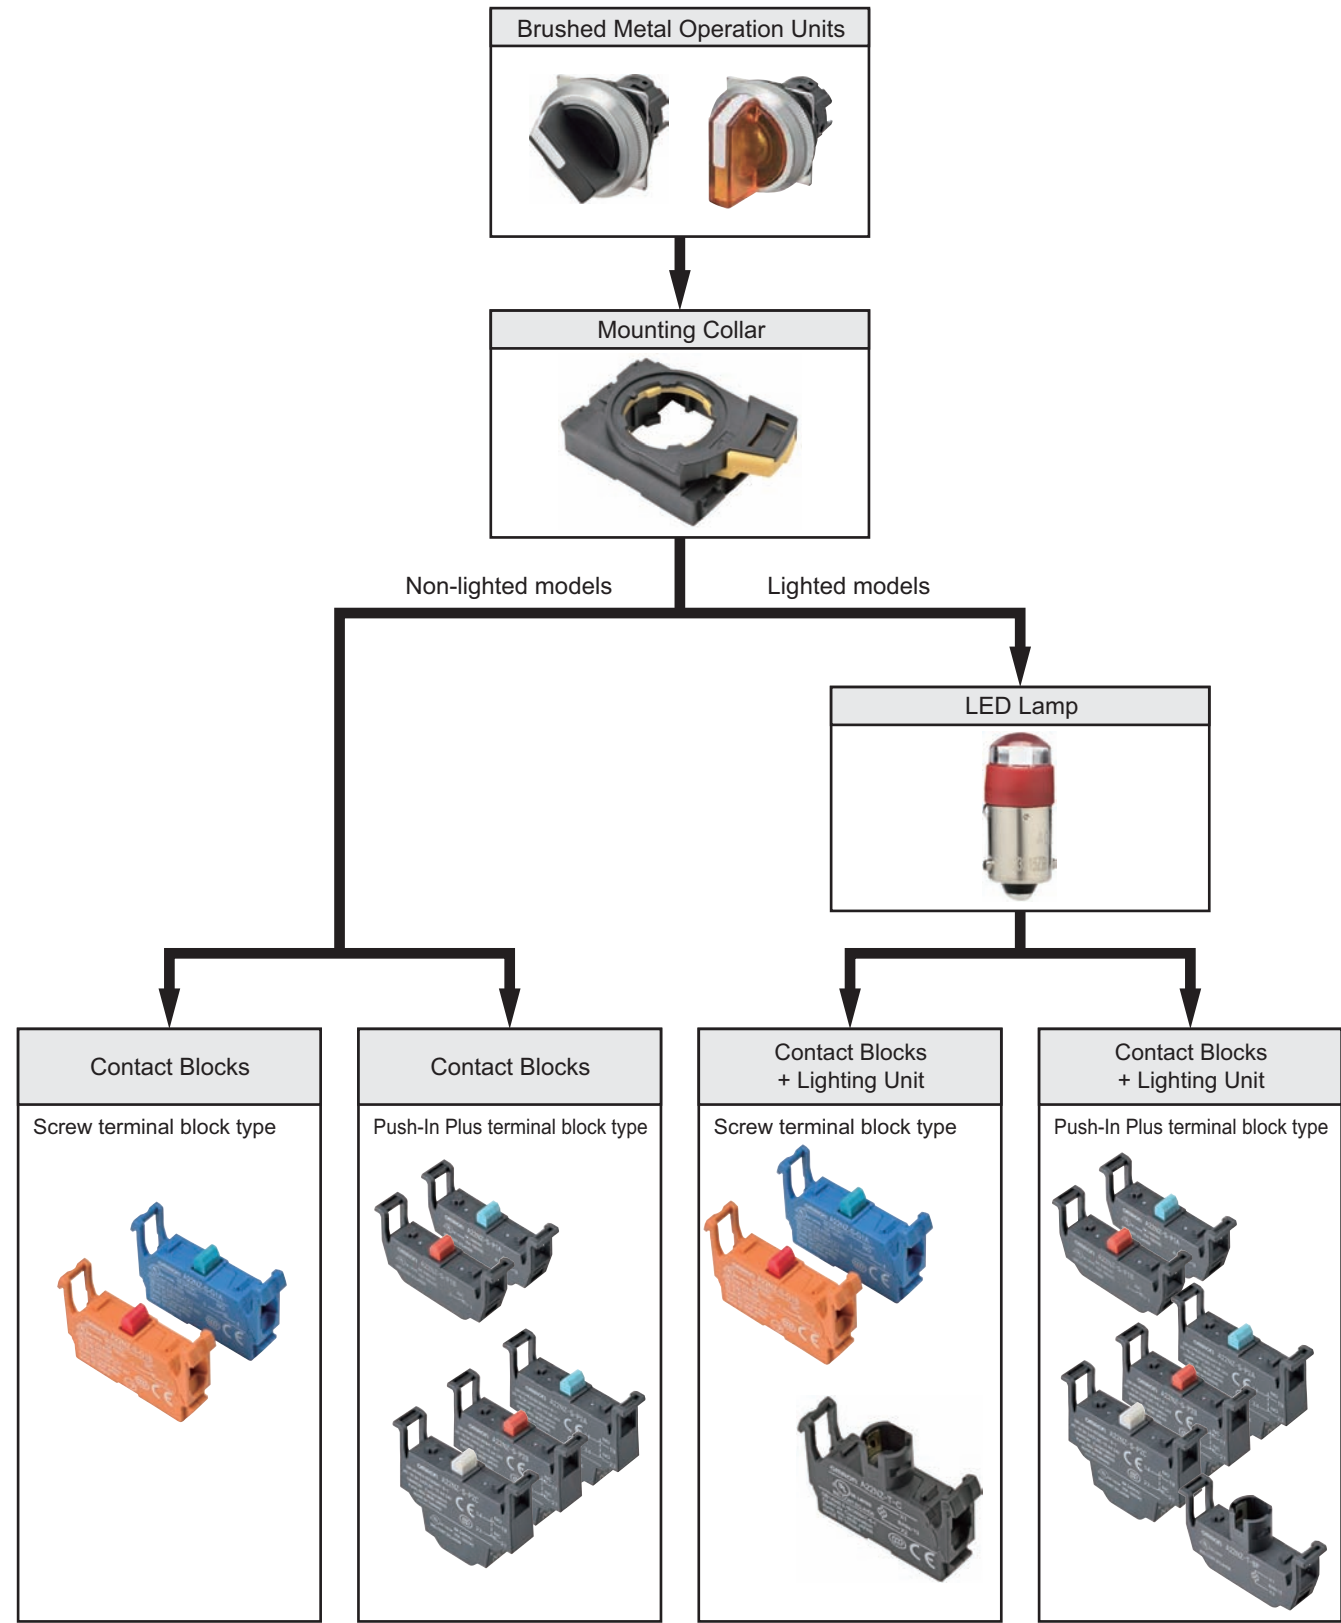 Brushed Metal Operation Units
Mounting Collar
Non-lighted models
Lighted models
LED Lamp
Contact Blocks
Screw terminal block type
Contact Blocks
Push-In Plus terminal block type
Contact Blocks
+ Lighting Unit
Screw terminal block type
OMRON A22NZ-T-C
Contact Blocks
+ Lighting Unit
Push-In Plus terminal block type